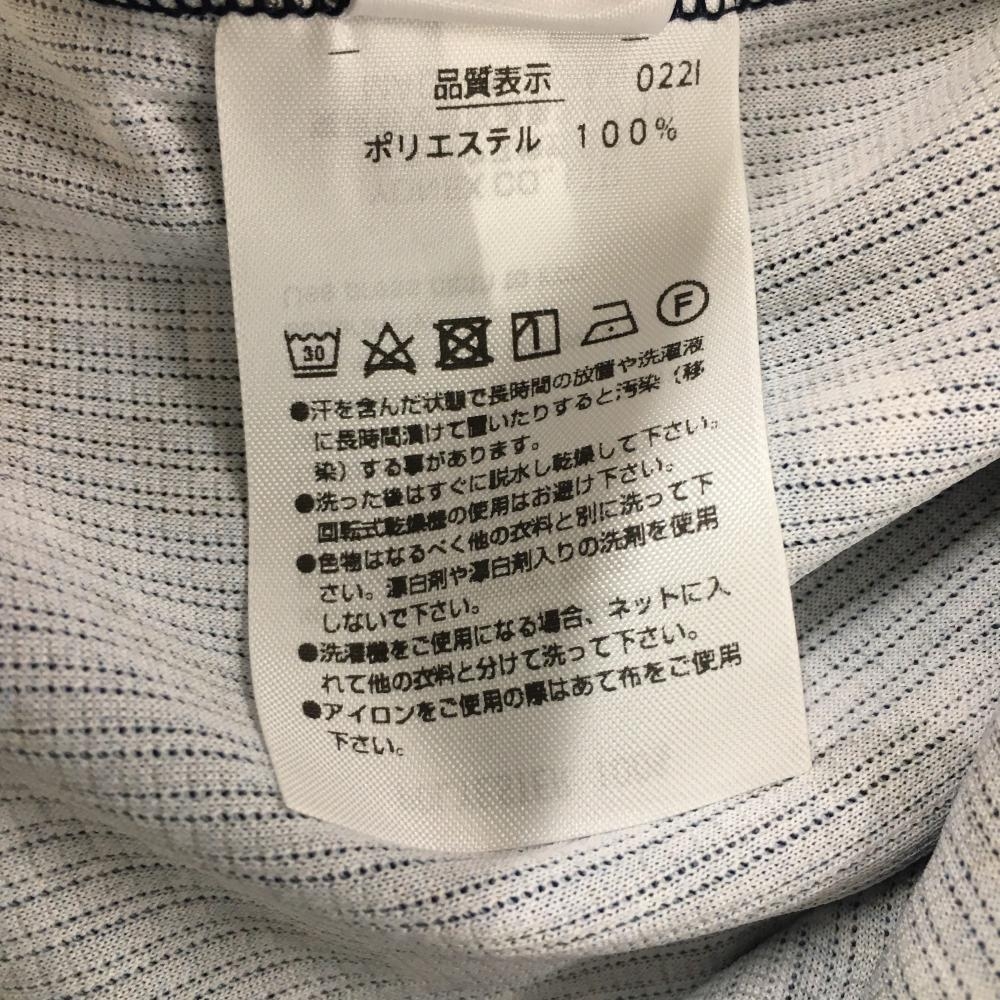 品質表示 0221
ポリエステル 100%
30 F
●汗を含んだ状態で長時間の放置や洗濯液
に長時間漬けて置いたりすると汚染（移
染）する事があります。
●洗った後はすぐに脱水し乾燥して下さい。
回転式乾燥機の使用はお避け下さい。
●色物はなるべく他の衣料と別に洗って下
さい。漂白剤や漂白剤入りの洗剤を使用
しないで下さい。
●洗濯機をご使用になる場合、ネットに入
れて他の衣料と分けて洗って下さい。
●アイロンをご使用の際はあて布をご使用
下さい。